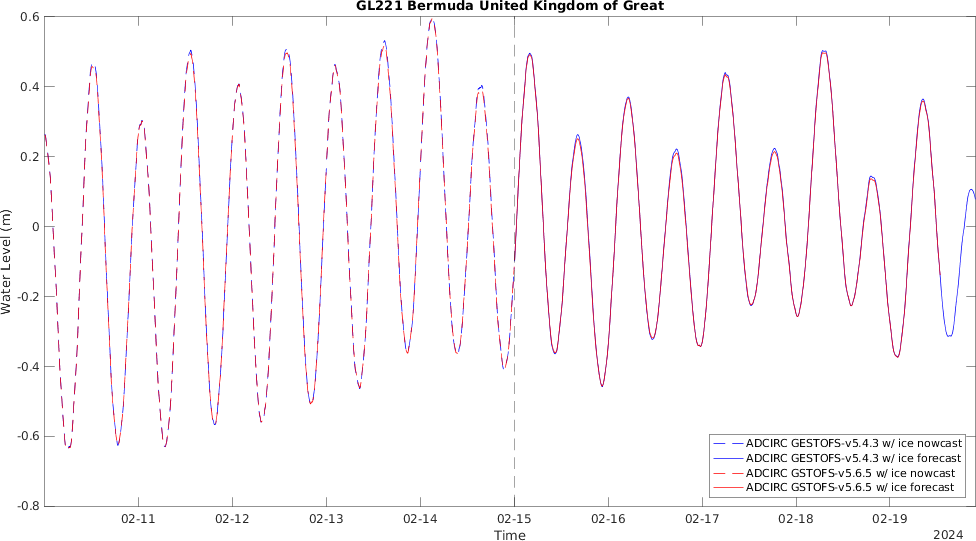 GL221 Bermuda United Kingdom of Great
Water Level (m)
0.6
0.4
0.2
0
-0.2
-0.4
-0.6
-0.8
ADCIRC GESTOFS-v5.4.3 w/ ice nowcast
ADCIRC GESTOFS-v5.4.3 w/ ice forecast
ADCIRC GSTOFS-v5.6.5 w/ ice nowcast
ADCIRC GSTOFS-v5.6.5 w/ ice forecast
02-11 02-12 02-13 02-14 02-15 02-16 02-17 02-18 02-19
Time
2024